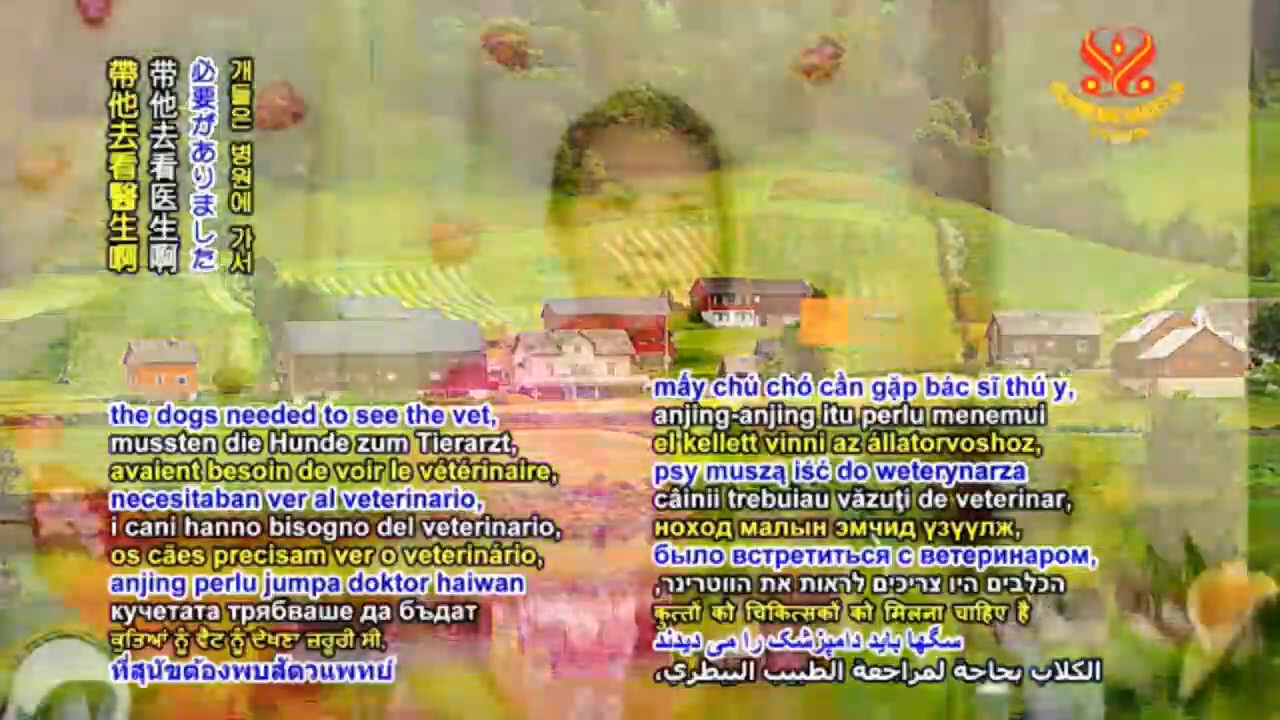 帶他去看醫生啊
带他去看医生啊
必要がありました
개들은 병원에 가서
the dogs needed to see the vet,
mussten die Hunde zum Tierarzt,
avaient besoin de voir le vétérinaire,
necesitaban ver al veterinario,
i cani hanno bisogno del veterinario,
os cães precisam ver o veterinário,
anjing perlu jumpa doktor haiwan
кучетата трябваше да бъдат
ਕੁਤਿਆਂ ਨੂੰ ਵੈਟ ਨੂੰ ਦੇਖਣਾ ਜ਼ਰੂਰੀ ਸੀ,
ที่สุนัขต้องพบสัตวแพทย์
mấy chú chó cần gặp bác sĩ thú y,
anjing-anjing itu perlu menemui
el kellett vinni az állatorvoshoz,
psy muszą iść do weterynarza
câinii trebuiau văzuţi de veterinar,
ноход малын эмчид үзүүлж,
было встретиться с ветеринаром,
הכלבים היו צריכים לראות את הווטרינר,
कुत्तों को चिकित्सकों को मिलना चाहिए है
سگها باید دامپزشک را می دیدند
الكلاب بحاجة لمراجعة الطبيب البيطري،